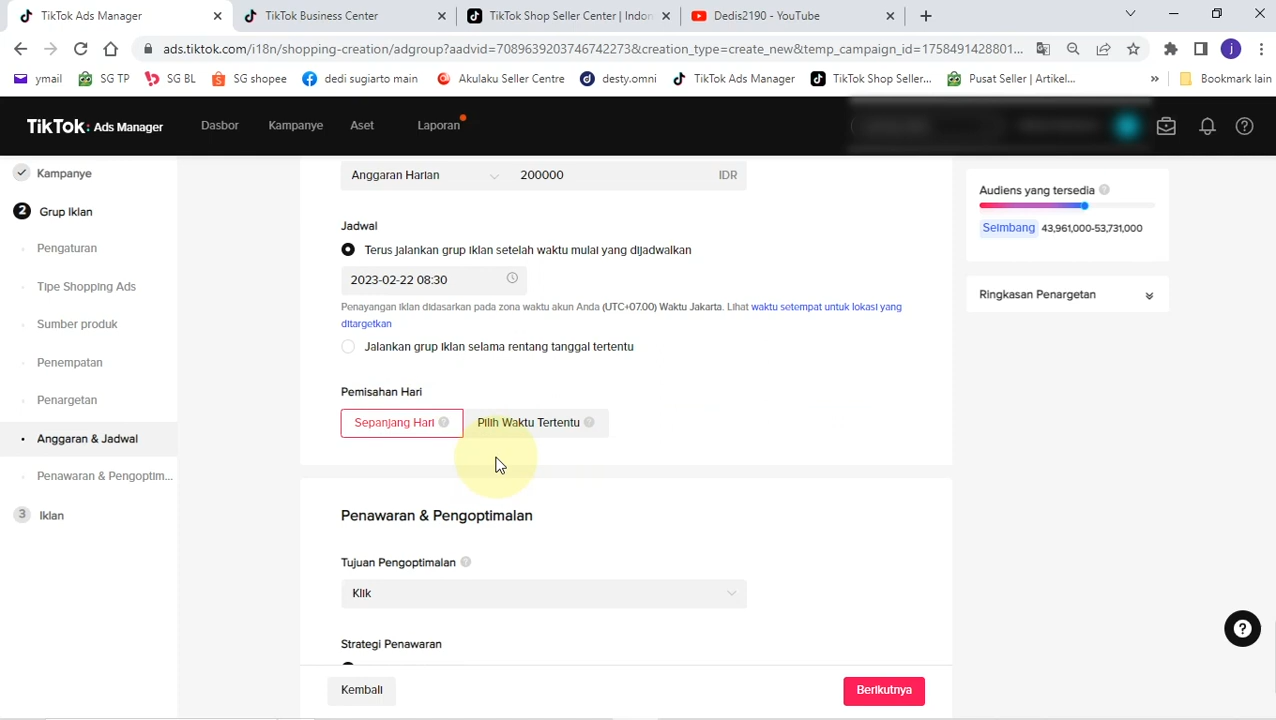 TikTok Ads Manager
TikTok Business Center
TikTok Shop Seller Center | Indon
Dedis2190 - YouTube
ads.tiktok.com/i18n/shopping-creation/adgroup?aadvid=7089639203746742273&creation_type=create_new&temp_campaign_id=1758491428801...
ymail
SG TP
SG BL
SG shopee
dedi sugiarto main
Akulaku Seller Centre
desty.omni
TikTok Ads Manager
TikTok Shop Seller...
Pusat Seller | Artikel...
»
Bookmark lain
TikTok: Ads Manager
Dasbor
Kampanye
Aset
Laporan
Kampanye
2 Grup Iklan
Pengaturan
Tipe Shopping Ads
Sumber produk
Penempatan
Penargetan
Anggaran & Jadwal
Penawaran & Pengoptim...
3 Iklan
Anggaran Harian
200000 IDR
Jadwal
Terus jalankan grup iklan setelah waktu mulai yang dijadwalkan
2023-02-22 08:30
Penayangan iklan didasarkan pada zona waktu akun Anda (UTC+07.00) Waktu Jakarta. Lihat waktu setempat untuk lokasi yang
ditargetkan
Jalankan grup iklan selama rentang tanggal tertentu
Pemisahan Hari
Sepanjang Hari
Pilih Waktu Tertentu
Penawaran & Pengoptimalan
Tujuan Pengoptimalan
Klik
Strategi Penawaran
Kembali
Berikutnya
Audiens yang tersedia
Seimbang 43,961,000-53,731,000
Ringkasan Penargetan